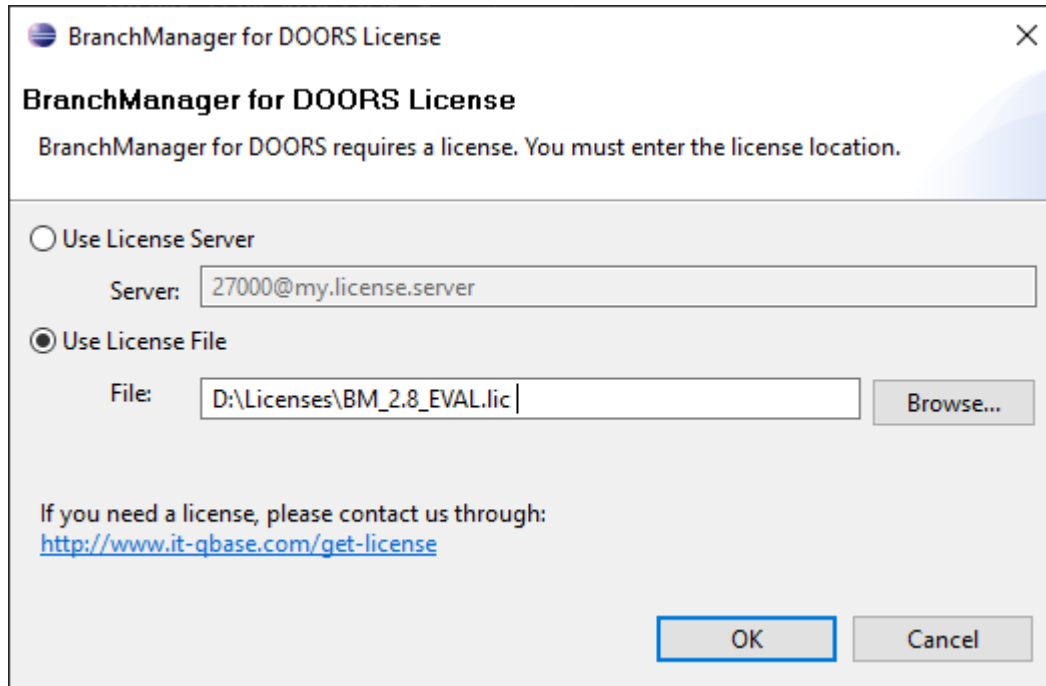 BranchManager for DOORS License
BranchManager for DOORS License
BranchManager for DOORS requires a license. You must enter the license location.
Use License Server
Server: 27000@my.license.server
Use License File
File: D:\Licenses\BM_2.8_EVAL.lic Browse...
If you need a license, please contact us through:
http://www.it-qbase.com/get-license
OK Cancel